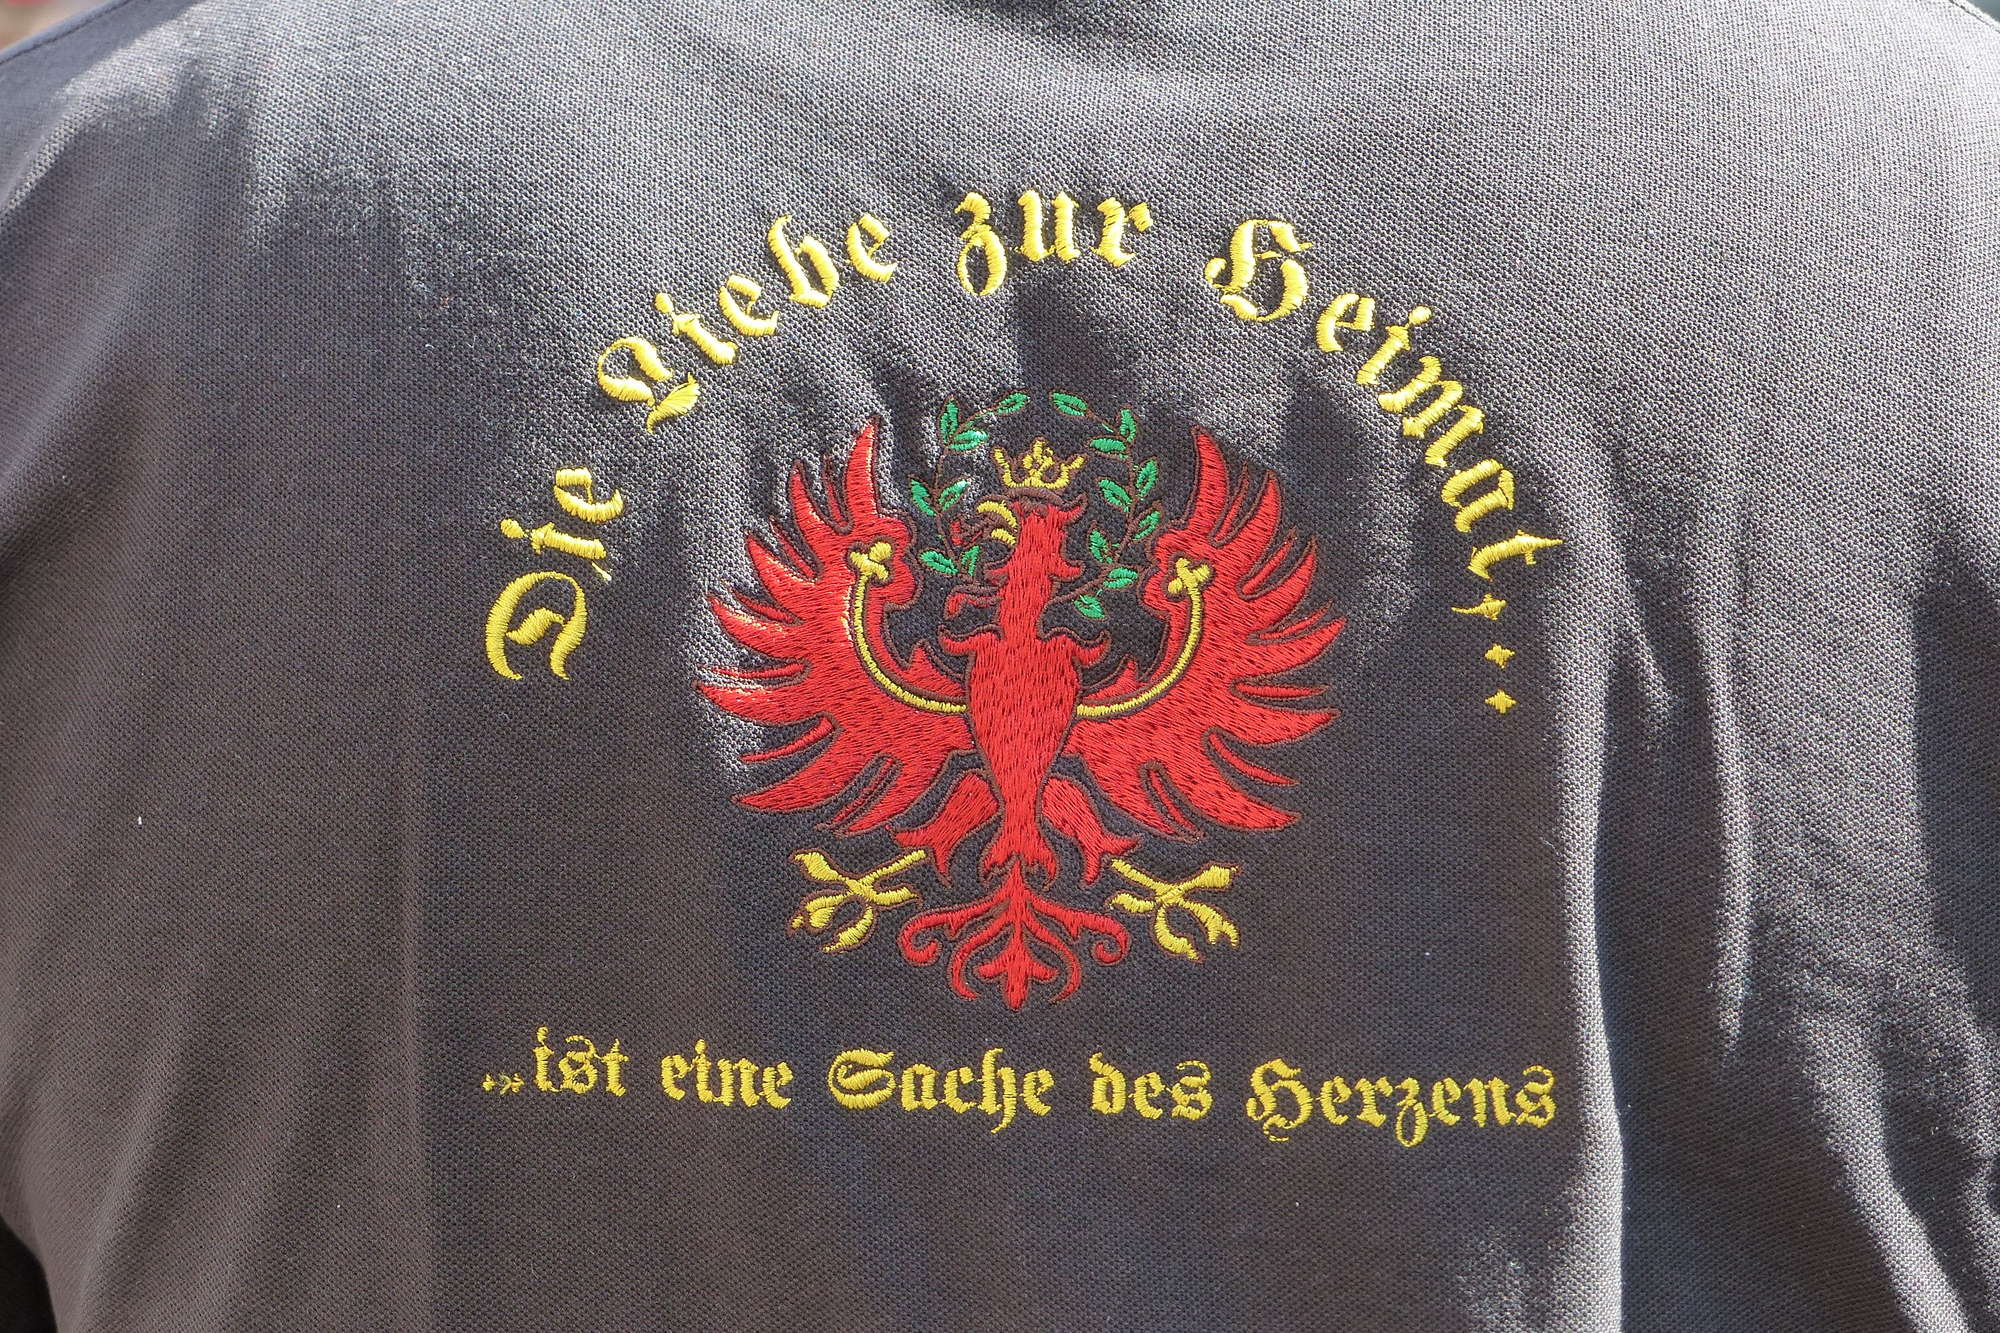 Die Liebe zur Heimat...
...ist eine Sache des Herzens